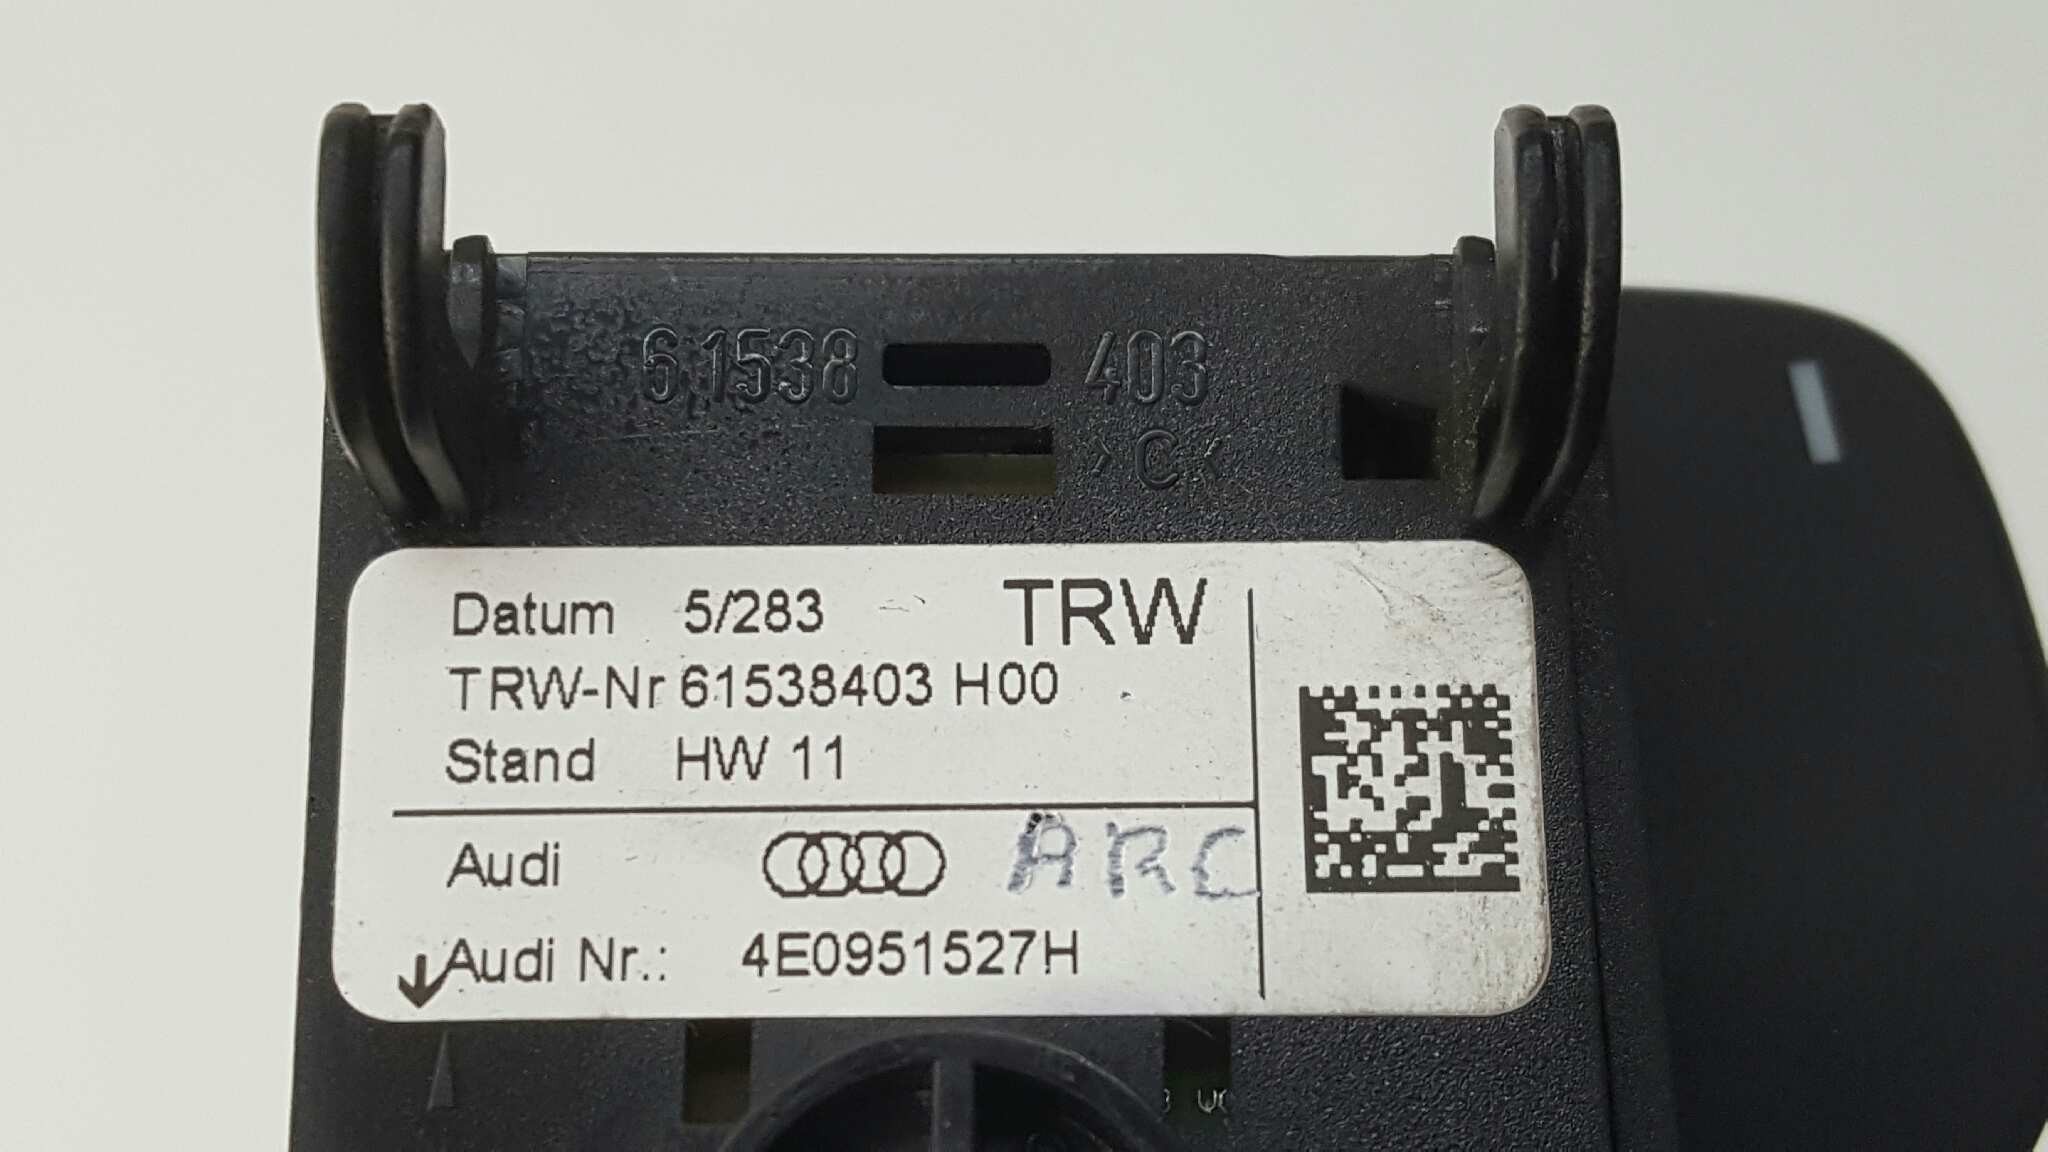 61538 403
>C<
Datum 5/283 TRW
TRW-Nr 61538403 H00
Stand HW 11
Audi ARC
Audi Nr.: 4E0951527H